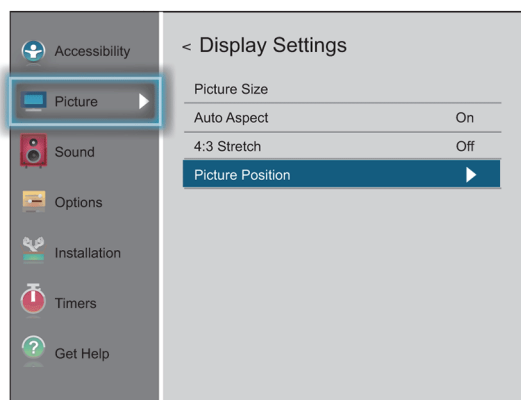 Accessibility
Picture
Sound
Options
Installation
Timers
Get Help
< Display Settings
Picture Size
Auto Aspect On
4:3 Stretch Off
Picture Position